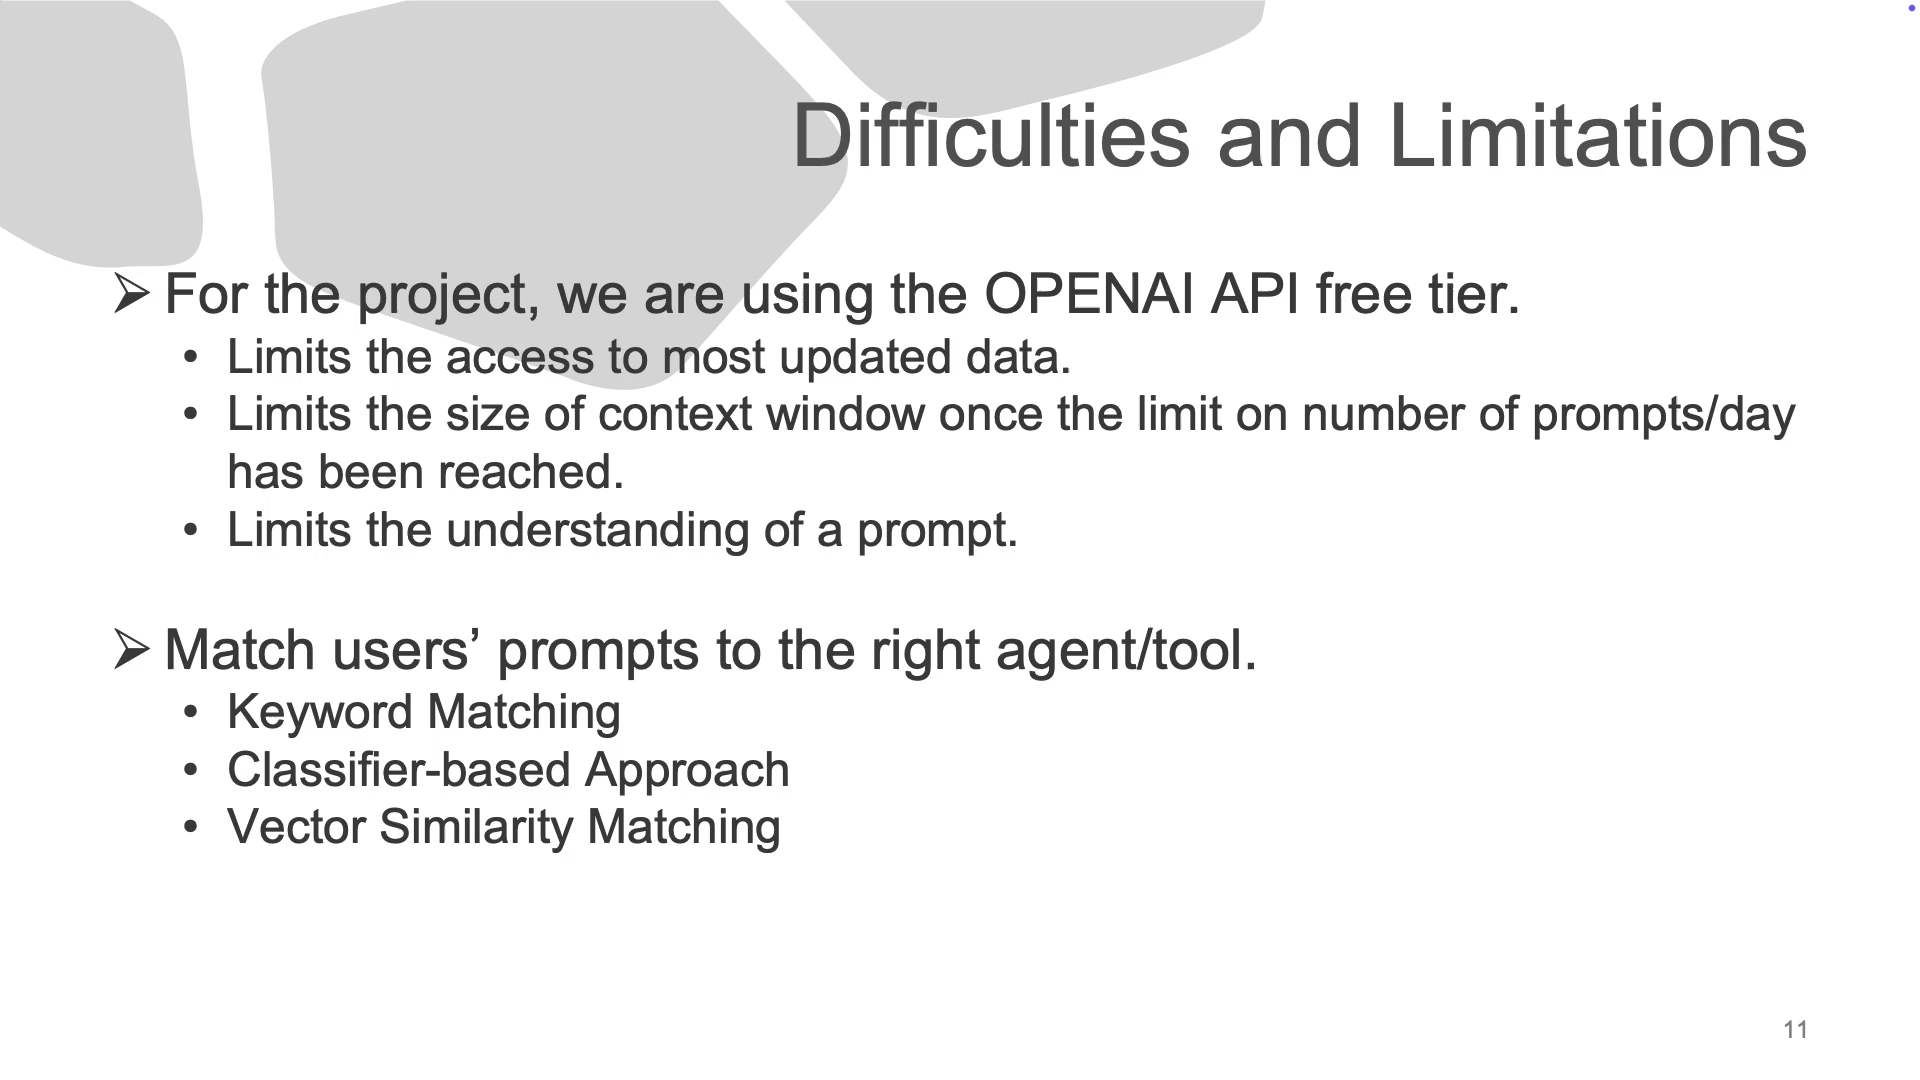 Difficulties and Limitations
➢ For the project, we are using the OPENAI API free tier.
• Limits the access to most updated data.
• Limits the size of context window once the limit on number of prompts/day
has been reached.
• Limits the understanding of a prompt.
➢ Match users’ prompts to the right agent/tool.
• Keyword Matching
• Classifier-based Approach
• Vector Similarity Matching
11